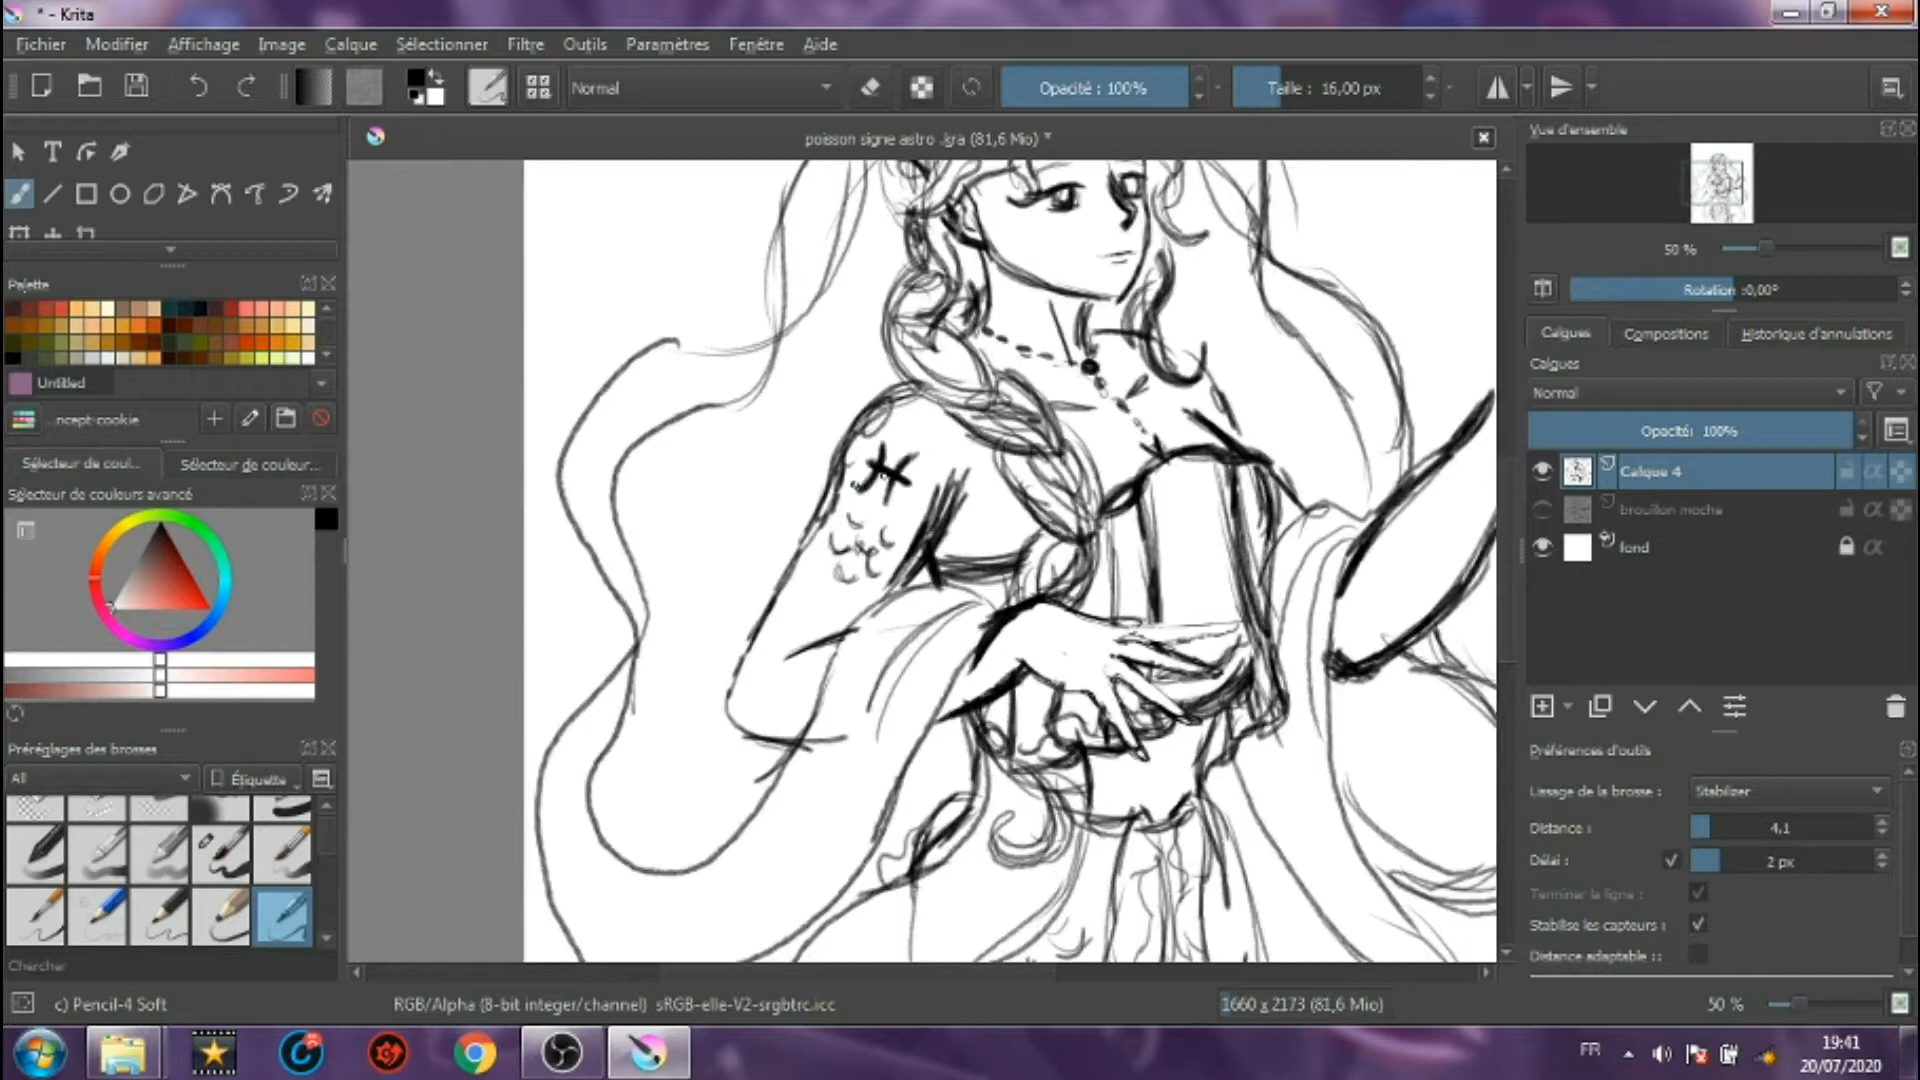 * - Krita
Fichier Modifier Affichage Image Calque Sélectionner Filtre Outils Paramètres Fenêtre Aide
Normal
Opacité : 100%
Taille : 16,00 px
poisson signe astro .kra (81,6 Mio) *
Vue d'ensemble
50 %
Rotation :0,00°
Palette
Untitled
ncept-cookie
Calques Compositions Historique d'annulations
Calques
Normal
Opacité: 100%
Calque 4
brouillon moche
fond
Sélecteur de coul... Sélecteur de couleur...
Sélecteur de couleurs avancé
Préréglages des brosses
All
Étiquette
Chercher
Préférences d'outils
Lissage de la brosse :
Stabilizer
Distance :
4,1
Délai :
2 px
Terminer la ligne :
Stabilise les capteurs :
Distance adaptable ::
c) Pencil-4 Soft
RGB/Alpha (8-bit integer/channel) sRGB-elle-V2-srgbtrc.icc
1660 x 2173 (81,6 Mio)
50 %
FR
19:41
20/07/2020